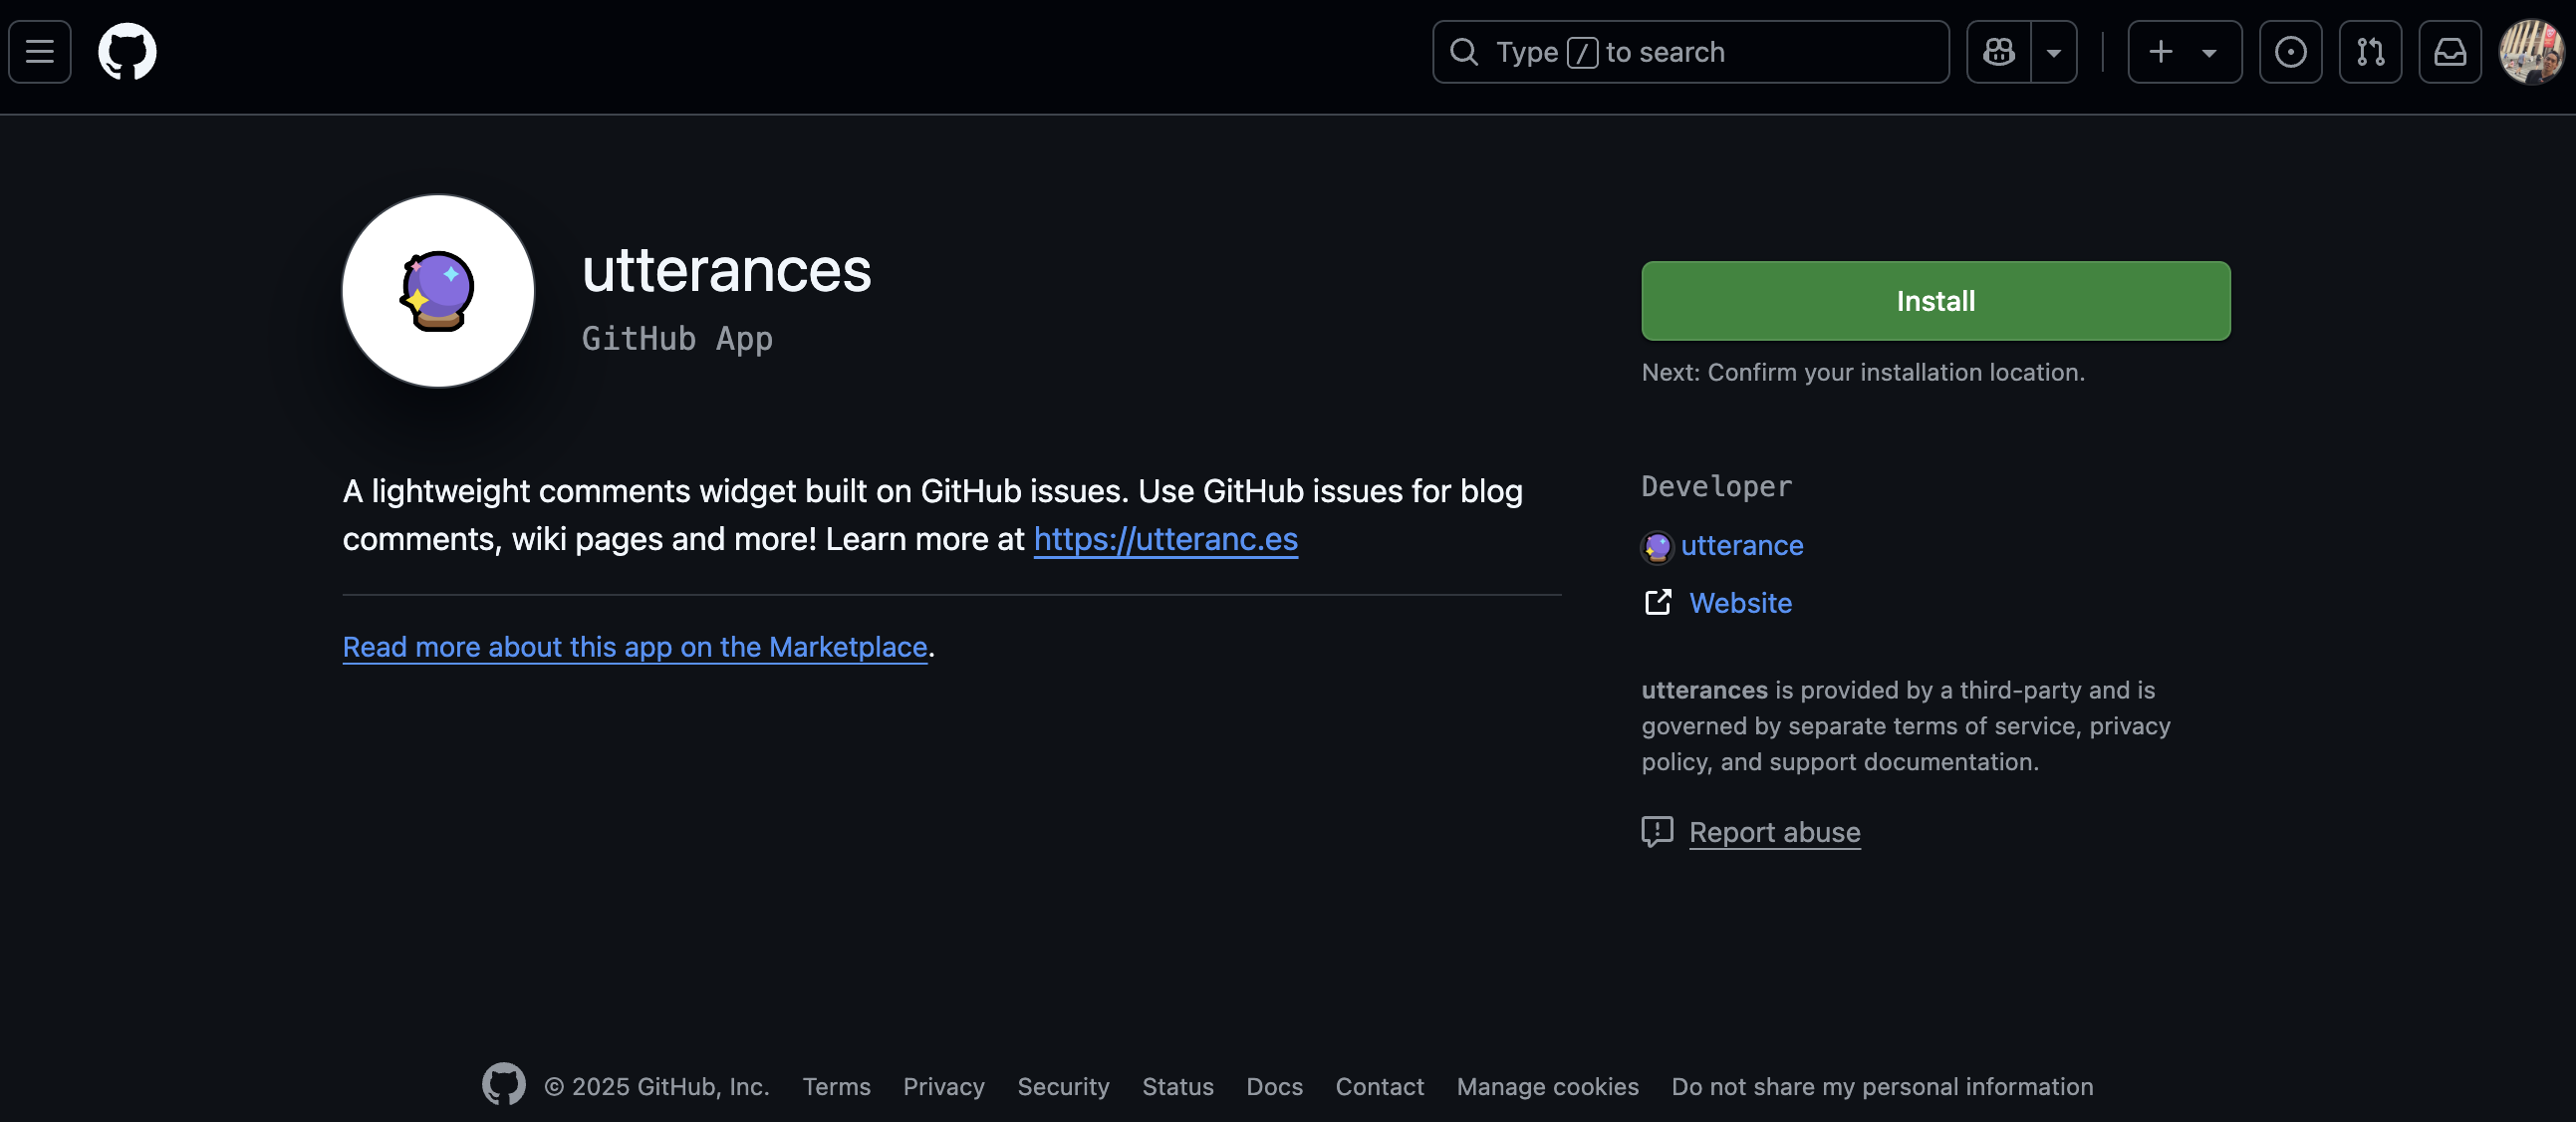 Type / to search
utterances
GitHub App
Install
Next: Confirm your installation location.
A lightweight comments widget built on GitHub issues. Use GitHub issues for blog
comments, wiki pages and more! Learn more at https://utteranc.es
Read more about this app on the Marketplace.
Developer
utterance
Website
utterances is provided by a third-party and is
governed by separate terms of service, privacy
policy, and support documentation.
Report abuse
© 2025 GitHub, Inc. Terms Privacy Security Status Docs Contact Manage cookies Do not share my personal information